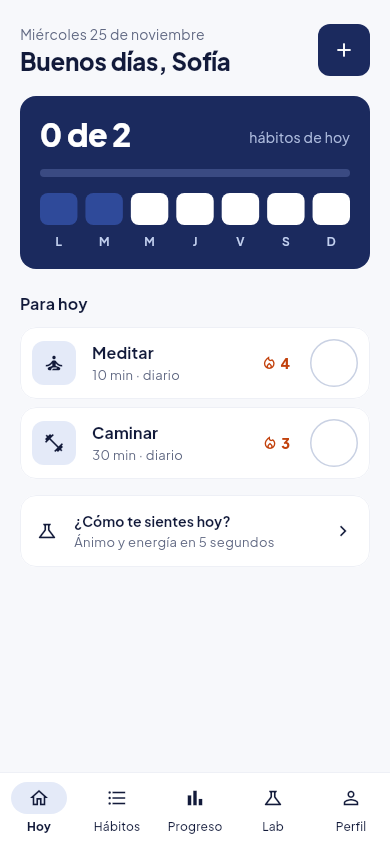 Miércoles 25 de noviembre
Buenos días, Sofía
0 de 2
hábitos de hoy
L M M J V S D
Para hoy
Meditar
10 min · diario
4
Caminar
30 min · diario
3
¿Cómo te sientes hoy?
Ánimo y energía en 5 segundos
Hoy Hábitos Progreso Lab Perfil